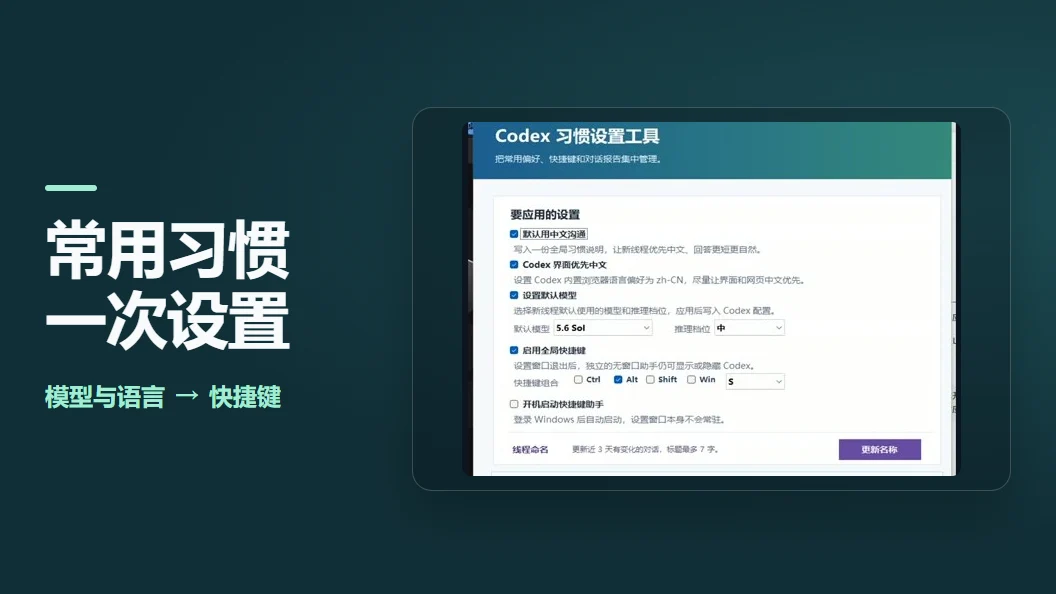 常用习惯
一次设置
模型与语言 → 快捷键
Codex 习惯设置工具
把常用偏好、快捷键和对话报告集中管理。
要应用的设置
默认用中文沟通
写入一份全局习惯说明，让新线程优先中文、回答更短更自然。
Codex 界面优先中文
设置 Codex 内置浏览器语言偏好为 zh-CN，尽量让界面和网页中文优先。
设置默认模型
选择新线程默认使用的模型和推理档位，应用后写入 Codex 配置。
默认模型 5.6 Sol 推理档位 中
启用全局快捷键
设置窗口退出后，独立的无窗口助手仍可显示或隐藏 Codex。
快捷键组合 Ctrl Alt Shift Win S
开机启动快捷键助手
登录 Windows 后自动启动，设置窗口本身不会常驻。
线程命名 更新近 3 天有变化的对话，标题最多 7 字。 更新名称